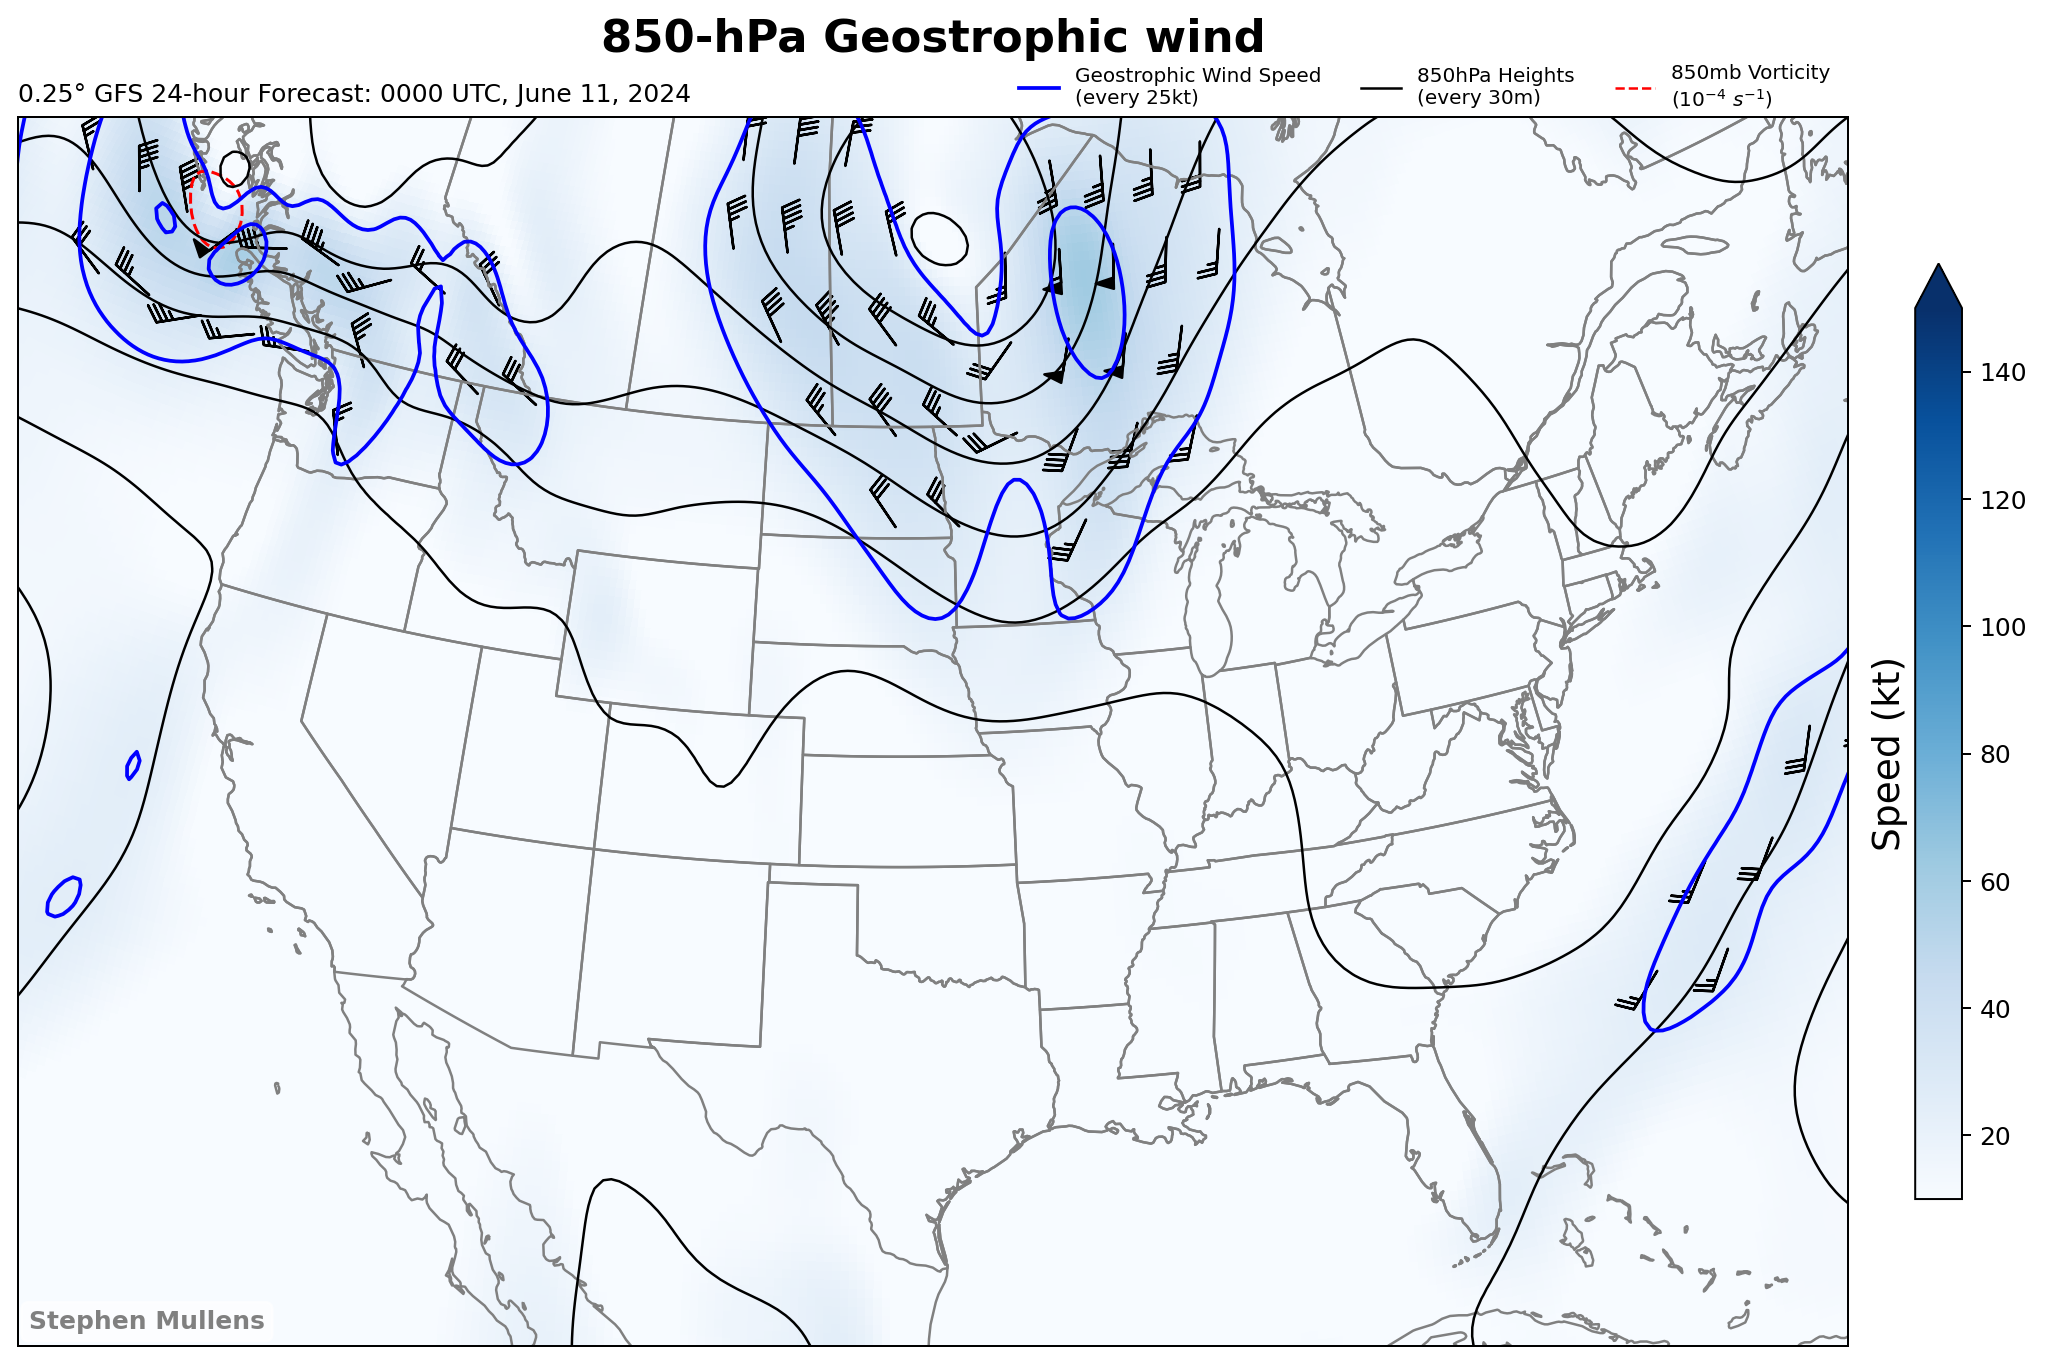 850-hPa Geostrophic wind
0.25° GFS 24-hour Forecast: 0000 UTC, June 11, 2024
Geostrophic Wind Speed
(every 25kt)
850hPa Heights
(every 30m)
850mb Vorticity
(10⁻⁴ s⁻¹)
140
120
100
80
60
40
20
Speed (kt)
Stephen Mullens